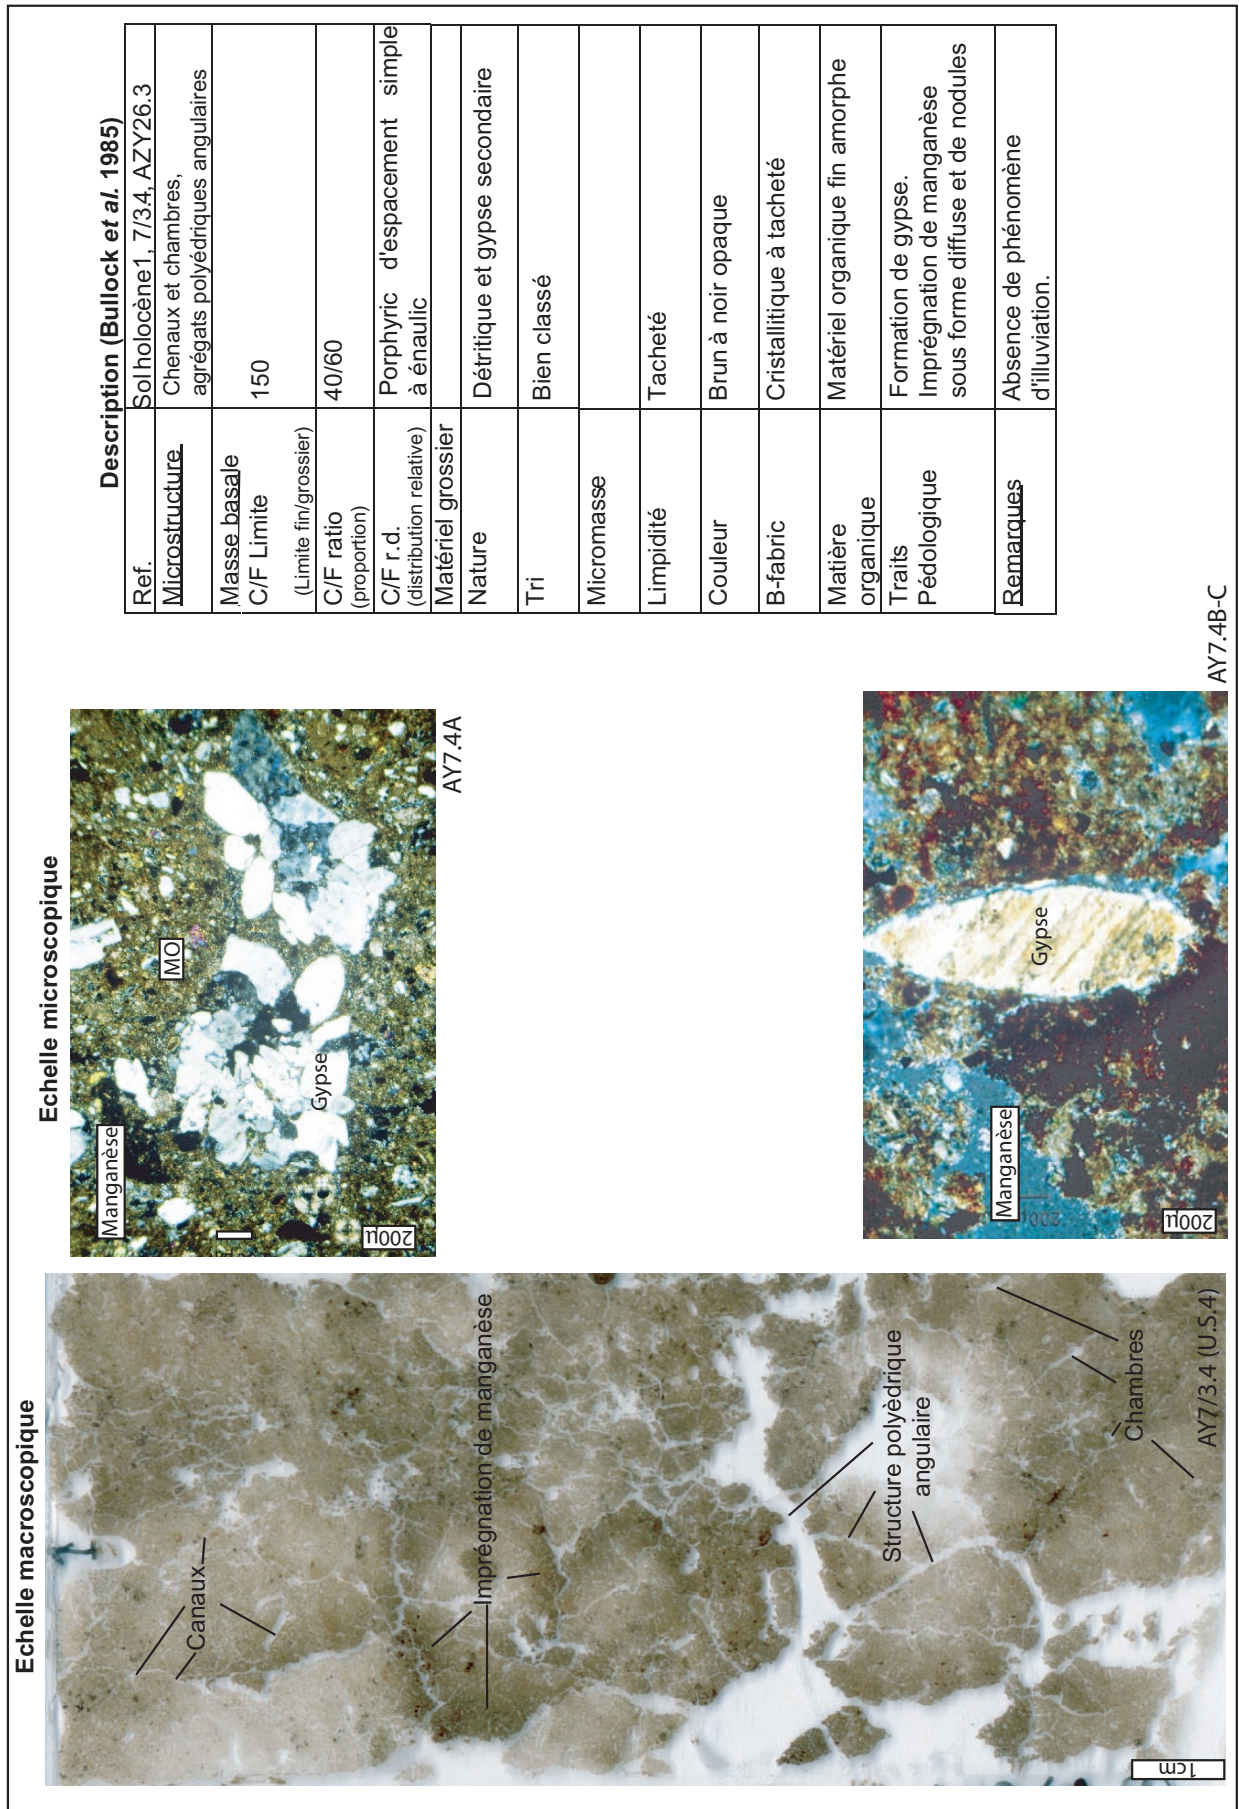 Echelle macroscopique
Canaux
Imprégnation de manganèse
Structure polyèdrique
angulaire
Chambres
AY7/3.4 (U.S.4)
1cm
Echelle microscopique
Manganèse
MO
Gypse
200µ
AY7.4A
Manganèse
Gypse
200µ
200µ
AY7.4B-C
Description (Bullock et al. 1985)
Ref. Sol holocène1, 7/3.4, AZY26.3
Microstructure Chenaux et chambres,
agrégats polyédriques angulaires
Masse basale
C/F Limite 150
(Limite fin/grossier)
C/F ratio 40/60
(proportion)
C/F r.d. Porphyric d'espacement simple
(distribution relative) à énaulic
Matériel grossier
Nature Détritique et gypse secondaire
Tri Bien classé
Micromasse
Limpidité Tacheté
Couleur Brun à noir opaque
B-fabric Cristallitique à tacheté
Matière Matériel organique fin amorphe
organique
Traits Formation de gypse.
Pédologique Imprégnation de manganèse
sous forme diffuse et de nodules
Remarques Absence de phénomène
d'illuviation.